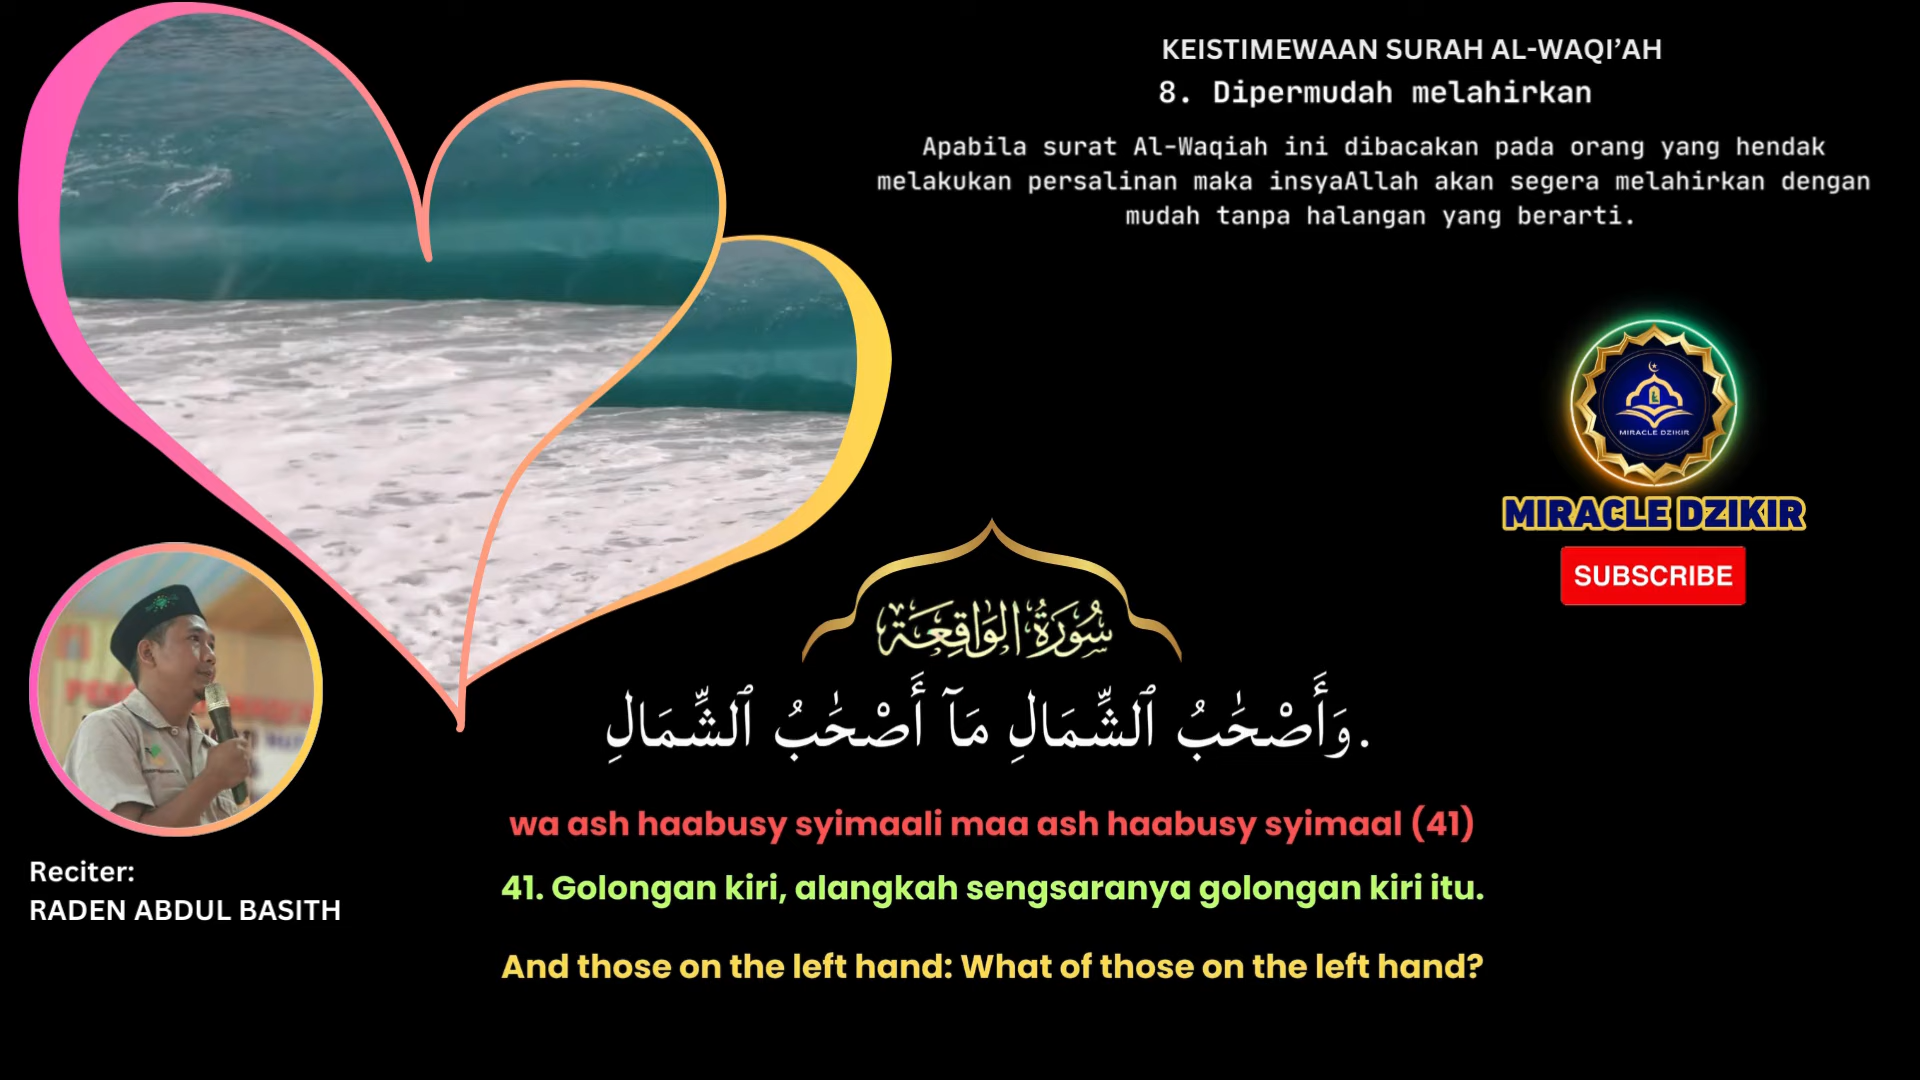 KEISTIMEWAAN SURAH AL-WAQI’AH
8. Dipermudah melahirkan
Apabila surat Al-Waqiah ini dibacakan pada orang yang hendak
melakukan persalinan maka insyaAllah akan segera melahirkan dengan
mudah tanpa halangan yang berarti.
MIRACLE DZIKIR
MIRACLE DZIKIR
SUBSCRIBE
سُورَةُ الوَاقِعَة
.وَأَصْحَٰبُ ٱلشِّمَالِ مَآ أَصْحَٰبُ ٱلشِّمَالِ
wa ash haabusy syimaali maa ash haabusy syimaal (41)
41. Golongan kiri, alangkah sengsaranya golongan kiri itu.
And those on the left hand: What of those on the left hand?
Reciter:
RADEN ABDUL BASITH